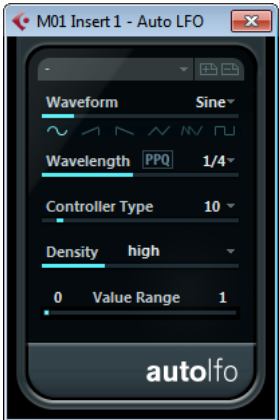 M01 Insert 1 - Auto LFO
-
Waveform Sine
Wavelength PPQ 1/4
Controller Type 10
Density high
0 Value Range 1
autolfo